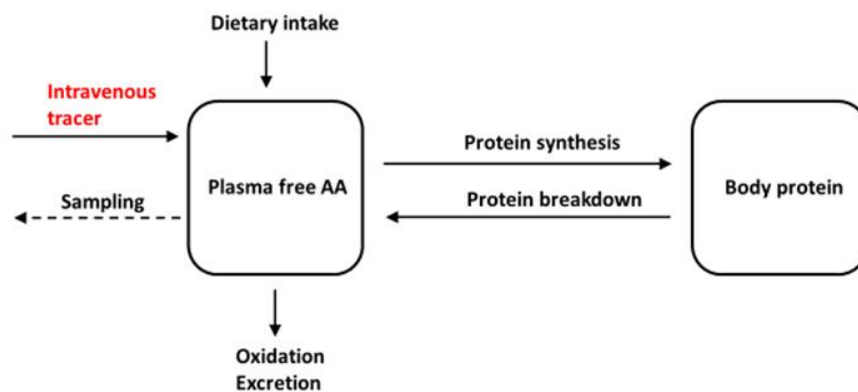 Dietary intake
Intravenous
tracer
Protein synthesis
Plasma free AA
Body protein
Sampling
Protein breakdown
Oxidation
Excretion